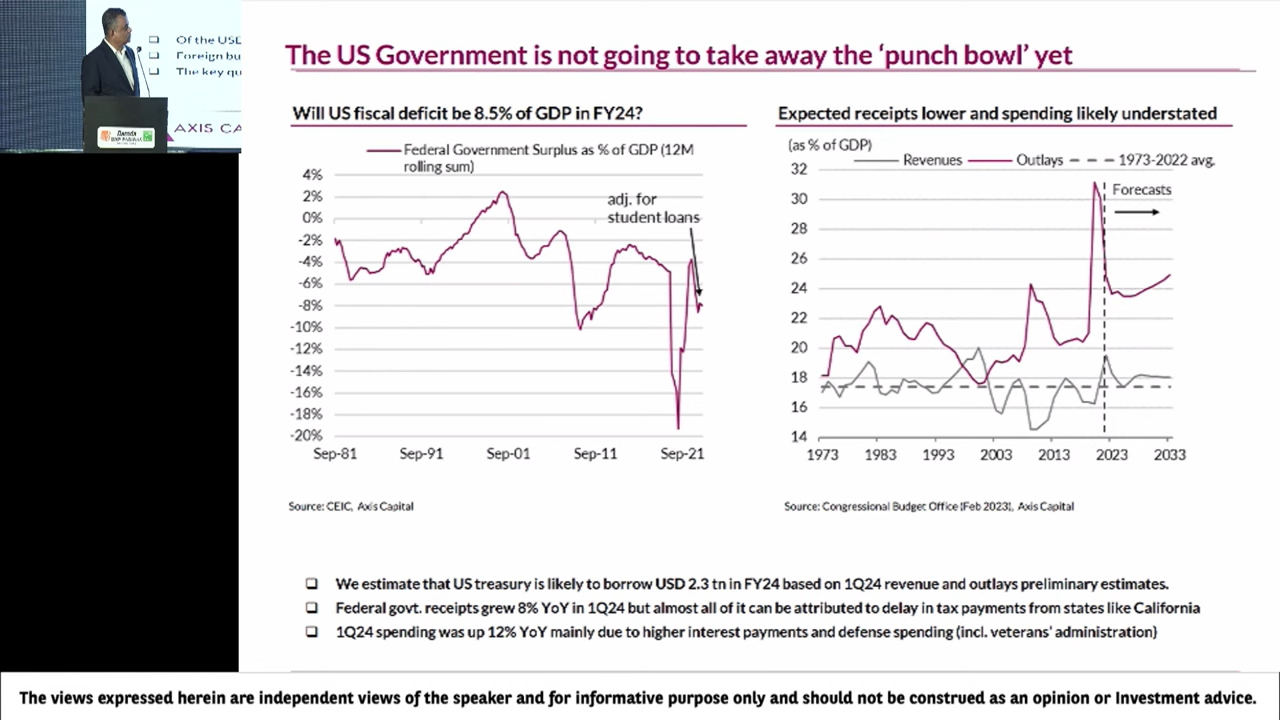 Of the USD
Foreign bu
The key qu
AXIS CA
The US Government is not going to take away the ‘punch bowl’ yet
Will US fiscal deficit be 8.5% of GDP in FY24?
Federal Government Surplus as % of GDP (12M
rolling sum)
4%
2%
0%
-2%
-4%
-6%
-8%
-10%
-12%
-14%
-16%
-18%
-20%
adj. for
student loans
Sep-81 Sep-91 Sep-01 Sep-11 Sep-21
Source: CEIC, Axis Capital
Expected receipts lower and spending likely understated
(as % of GDP)
Revenues Outlays 1973-2022 avg.
32
30
28
26
24
22
20
18
16
14
Forecasts
1973 1983 1993 2003 2013 2023 2033
Source: Congressional Budget Office (Feb 2023), Axis Capital
We estimate that US treasury is likely to borrow USD 2.3 tn in FY24 based on 1Q24 revenue and outlays preliminary estimates.
Federal govt. receipts grew 8% YoY in 1Q24 but almost all of it can be attributed to delay in tax payments from states like California
1Q24 spending was up 12% YoY mainly due to higher interest payments and defense spending (incl. veterans’ administration)
The views expressed herein are independent views of the speaker and for informative purpose only and should not be construed as an opinion or Investment advice.